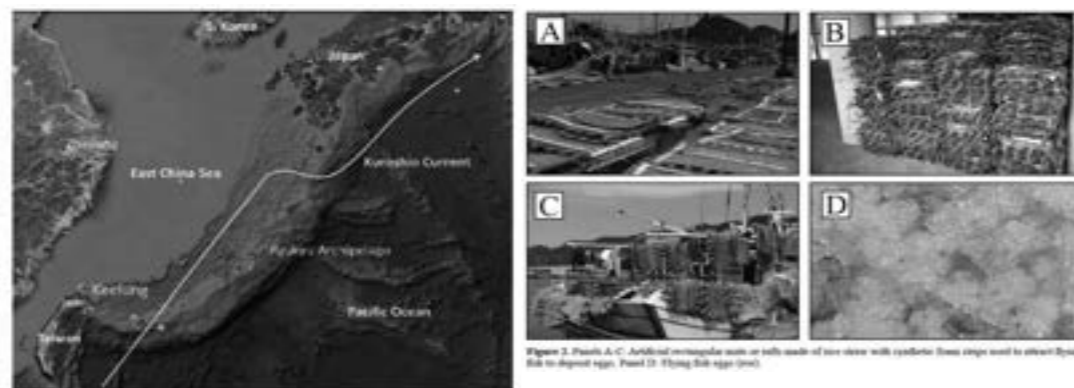 S. Korea
Japan
East China Sea
Kuroshio Current
Ryukyu Archipelago
Keelung
Pacific Ocean
Taiwan
A
B
C
D
Figure 2. Panels A-C: Artificial rectangular mats or rafts made of rice straw with synthetic foam strips used to attract flying
fish to deposit eggs. Panel D: Flying fish eggs (roe).